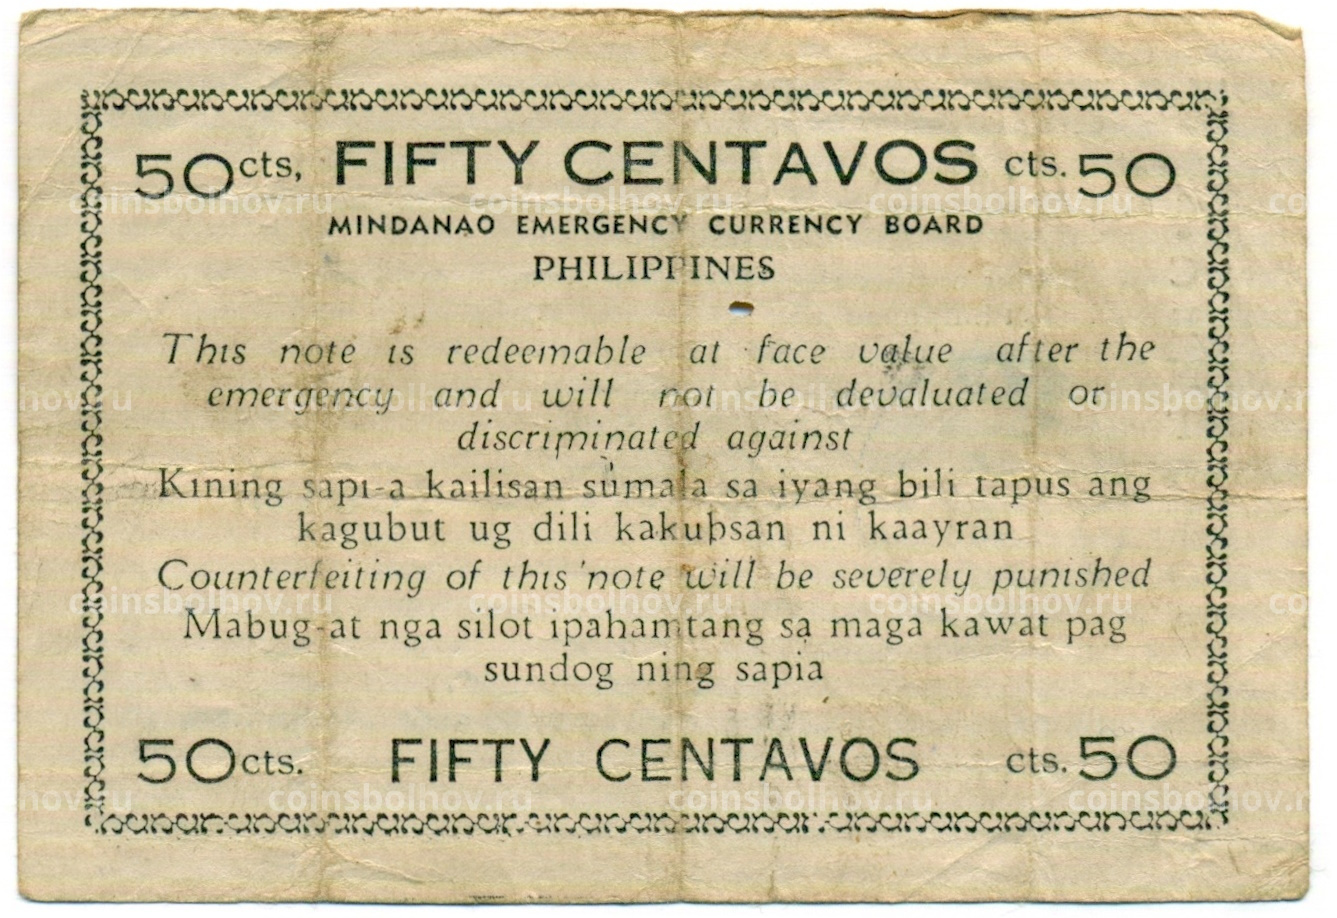 50cts, FIFTY CENTAVOS cts. 50
MINDANAO EMERGENCY CURRENCY BOARD
PHILIPPINES
This note is redeemable at face value after the
emergency and will not be devaluated or
discriminated against
Kining sapi-a kailisan sumala sa iyang bili tapus ang
kagubut ug dili kakubsan ni kaayran
Counterfeiting of this note will be severely punished
Mabug-at nga silot ipahamtang sa maga kawat pag
sundog ning sapia
50cts. FIFTY CENTAVOS cts. 50
coinsbolhov.ru